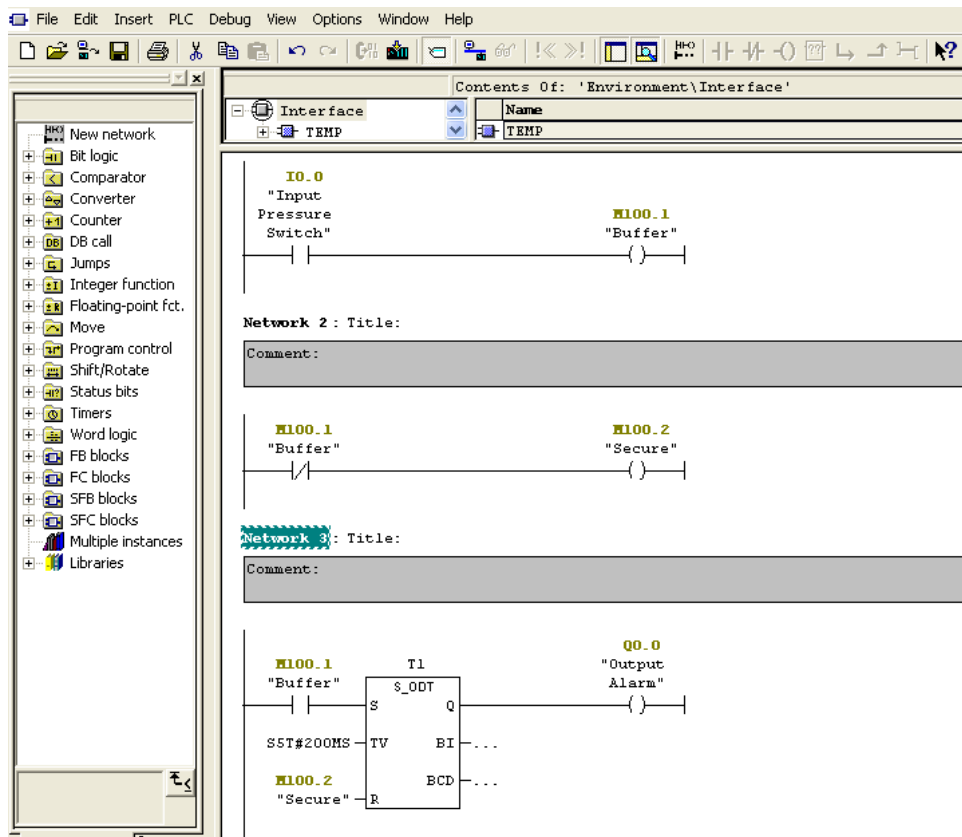 File Edit Insert PLC Debug View Options Window Help
Contents Of: 'Environment\Interface'
Interface
TEMP
Name
TEMP
New network
Bit logic
Comparator
Converter
Counter
DB call
Jumps
Integer function
Floating-point fct.
Move
Program control
Shift/Rotate
Status bits
Timers
Word logic
FB blocks
FC blocks
SFB blocks
SFC blocks
Multiple instances
Libraries
I0.0
"Input
Pressure
Switch"
M100.1
"Buffer"
Network 2 : Title:
Comment:
M100.1
"Buffer"
M100.2
"Secure"
Network 3: Title:
Comment:
M100.1
"Buffer"
T1
S_ODT
S Q
S5T#200MS TV BI ...
BCD ...
M100.2
"Secure" R
Q0.0
"Output
Alarm"